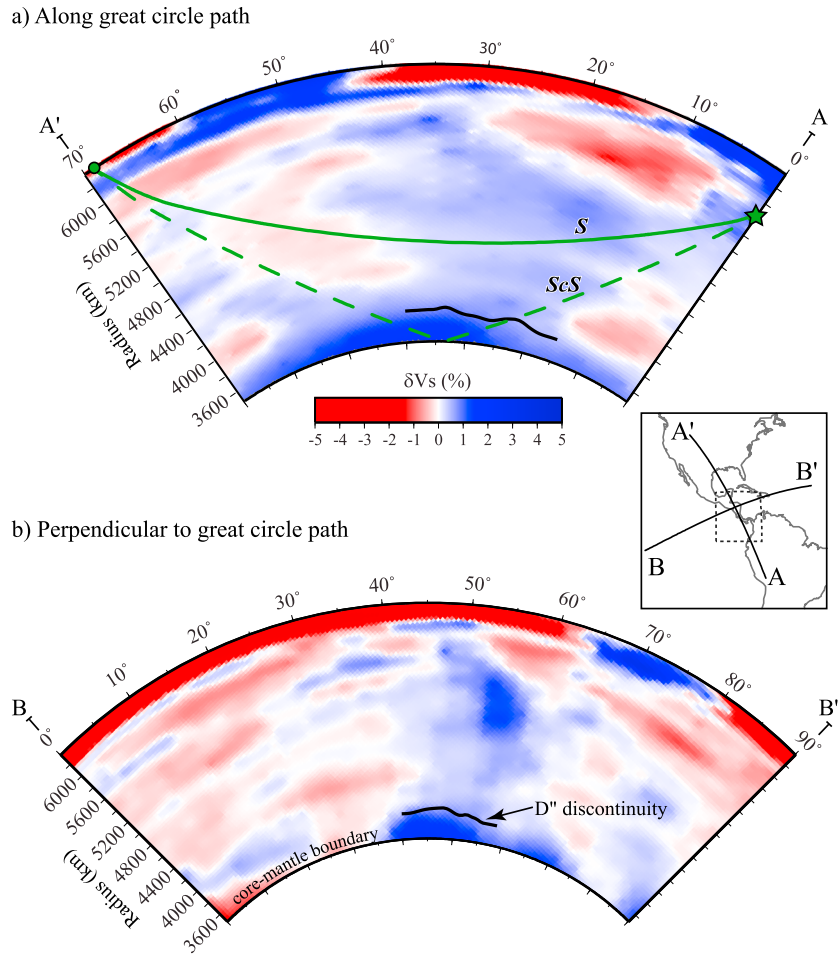 a) Along great circle path
A'
70°
60°
50°
40°
30°
20°
10°
0°
A
6000
5600
5200
4800
4400
4000
3600
Radius (km)
S
ScS
δVs (%)
-5 -4 -3 -2 -1 0 1 2 3 4 5
A'
B'
B
A
b) Perpendicular to great circle path
B
0°
10°
20°
30°
40°
50°
60°
70°
80°
90°
B'
6000
5600
5200
4800
4400
4000
3600
Radius (km)
D" discontinuity
core-mantle boundary